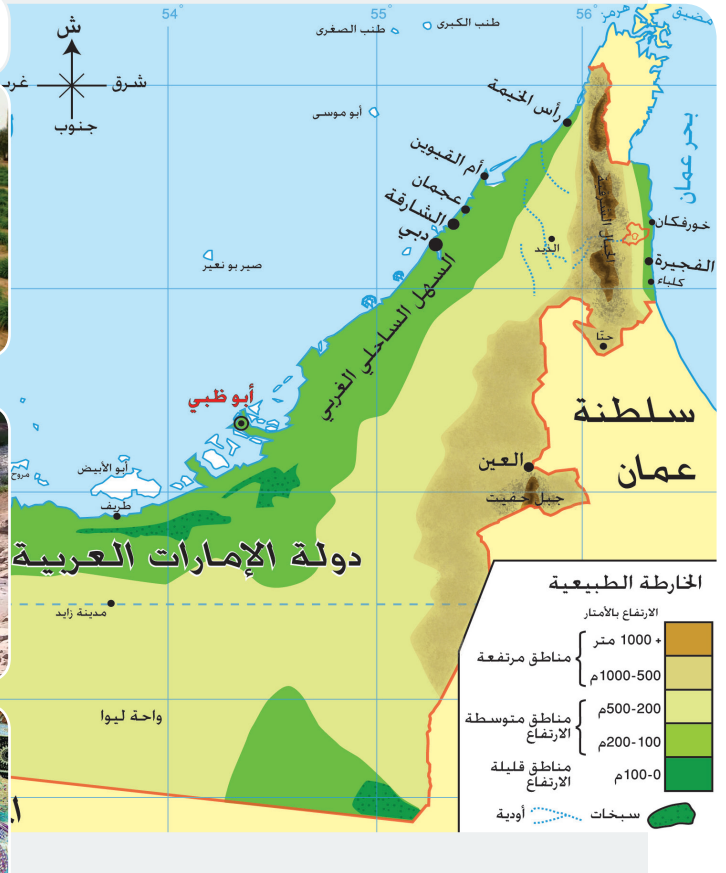 54°
55°
56°
مضيق هرمز
طنب الكبرى
طنب الصغرى
ش
شرق
غرب
جنوب
أبو موسى
رأس الخيمة
أم القيوين
عجمان
الشارقة
دبي
بحر عمان
خورفكان
الفجيرة
كلباء
الذيد
حتّا
صير بو نعير
السهل الساحلي الغربي
أبو ظبي
سلطنة
عمان
العين
جبل حفيت
أبو الأبيض
مروح
طريف
دولة الإمارات العربية
مدينة زايد
واحة ليوا
الخارطة الطبيعية
الارتفاع بالأمتار
مناطق مرتفعة
+ 1000 متر
1000-500م
مناطق متوسطة
الارتفاع
500-200م
200-100م
مناطق قليلة
الارتفاع
100-0م
سبخات
أودية